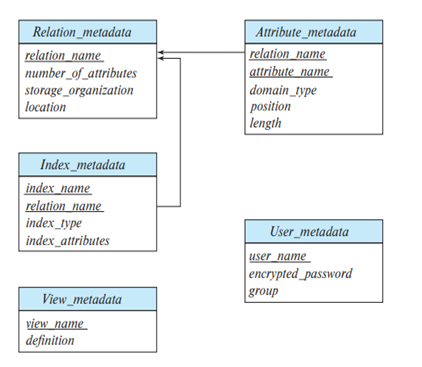 Relation_metadata
relation_name
number_of_attributes
storage_organization
location
Attribute_metadata
relation_name
attribute_name
domain_type
position
length
Index_metadata
index_name
relation_name
index_type
index_attributes
User_metadata
user_name
encrypted_password
group
View_metadata
view_name
definition